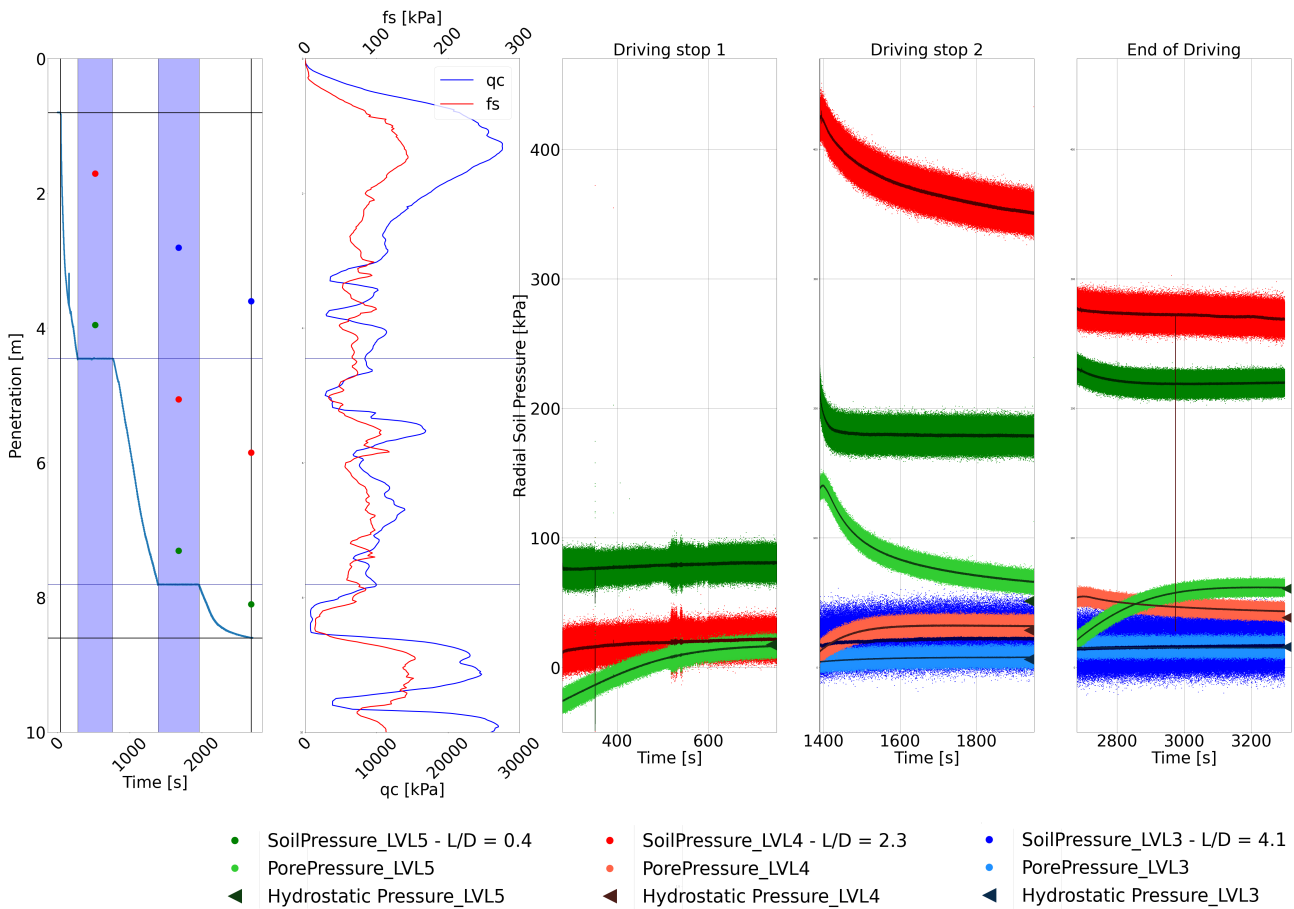 fs [kPa]
0 100 200 300
Driving stop 1
Driving stop 2
End of Driving
0
2
4
6
8
10
Penetration [m]
qc
fs
Radial Soil Pressure [kPa]
400
300
200
100
0
0 1000 2000
Time [s]
0 10000 20000 30000
qc [kPa]
400 600
Time [s]
1400 1600 1800
Time [s]
2800 3000 3200
Time [s]
SoilPressure_LVL5 - L/D = 0.4
PorePressure_LVL5
Hydrostatic Pressure_LVL5
SoilPressure_LVL4 - L/D = 2.3
PorePressure_LVL4
Hydrostatic Pressure_LVL4
SoilPressure_LVL3 - L/D = 4.1
PorePressure_LVL3
Hydrostatic Pressure_LVL3